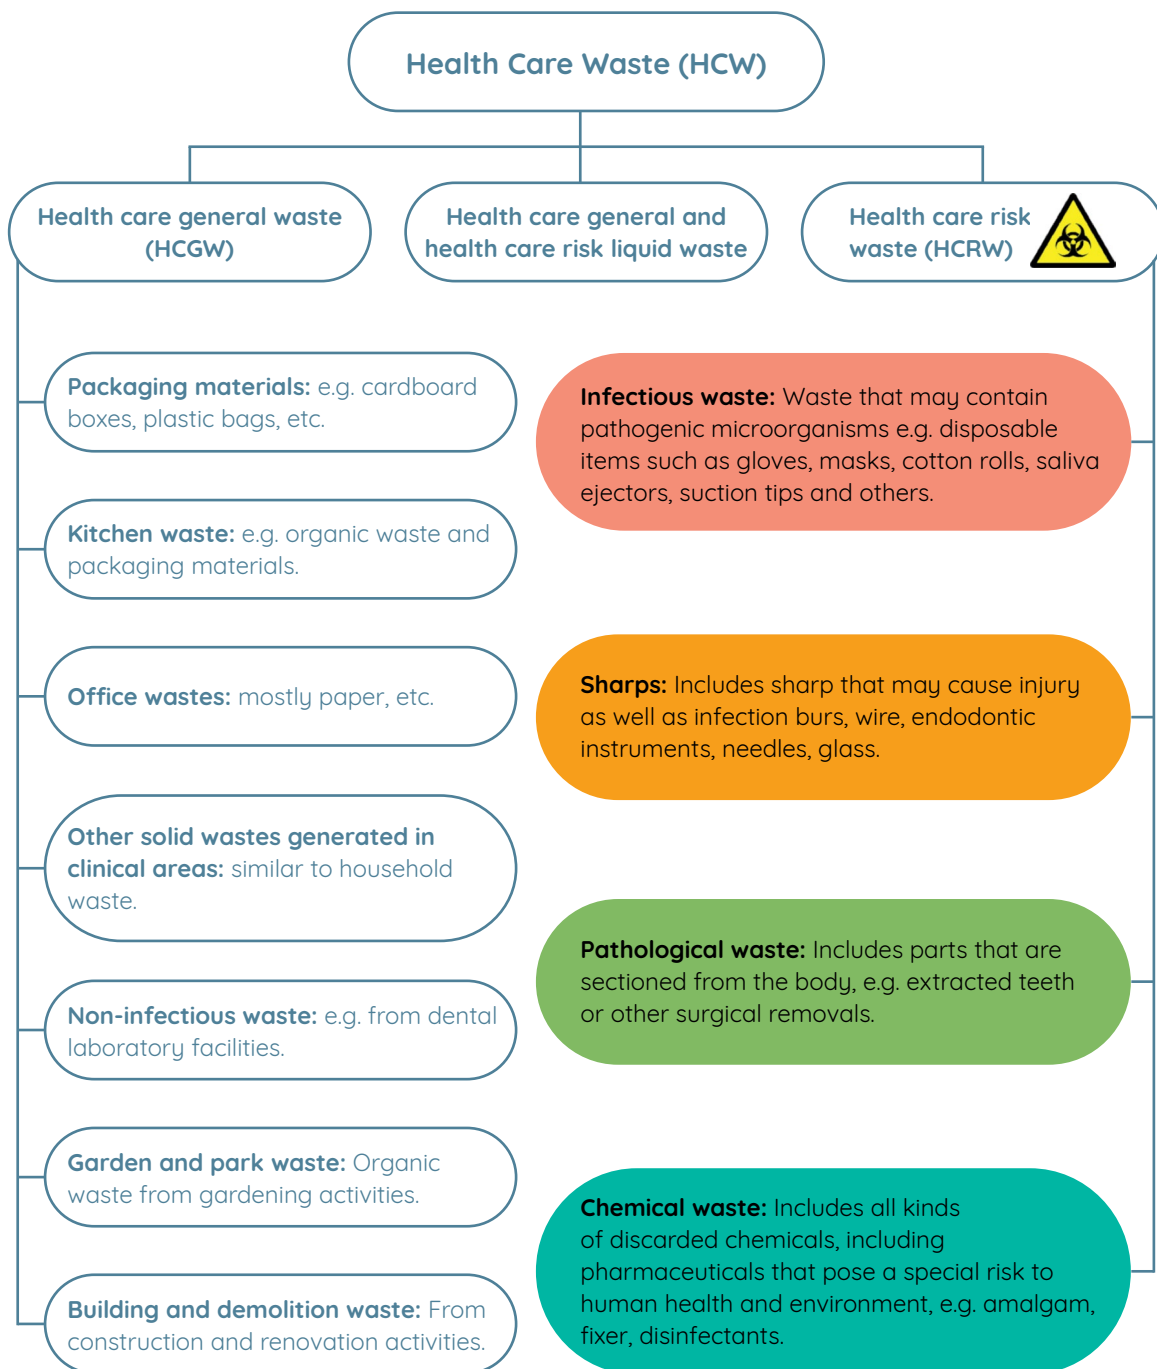 Health Care Waste (HCW)
Health care general waste
(HCGW)
Health care general and
health care risk liquid waste
Health care risk
waste (HCRW)
Packaging materials: e.g. cardboard
boxes, plastic bags, etc.
Kitchen waste: e.g. organic waste and
packaging materials.
Office wastes: mostly paper, etc.
Other solid wastes generated in
clinical areas: similar to household
waste.
Non-infectious waste: e.g. from dental
laboratory facilities.
Garden and park waste: Organic
waste from gardening activities.
Building and demolition waste: From
construction and renovation activities.
Infectious waste: Waste that may contain
pathogenic microorganisms e.g. disposable
items such as gloves, masks, cotton rolls, saliva
ejectors, suction tips and others.
Sharps: Includes sharp that may cause injury
as well as infection burs, wire, endodontic
instruments, needles, glass.
Pathological waste: Includes parts that are
sectioned from the body, e.g. extracted teeth
or other surgical removals.
Chemical waste: Includes all kinds
of discarded chemicals, including
pharmaceuticals that pose a special risk to
human health and environment, e.g. amalgam,
fixer, disinfectants.